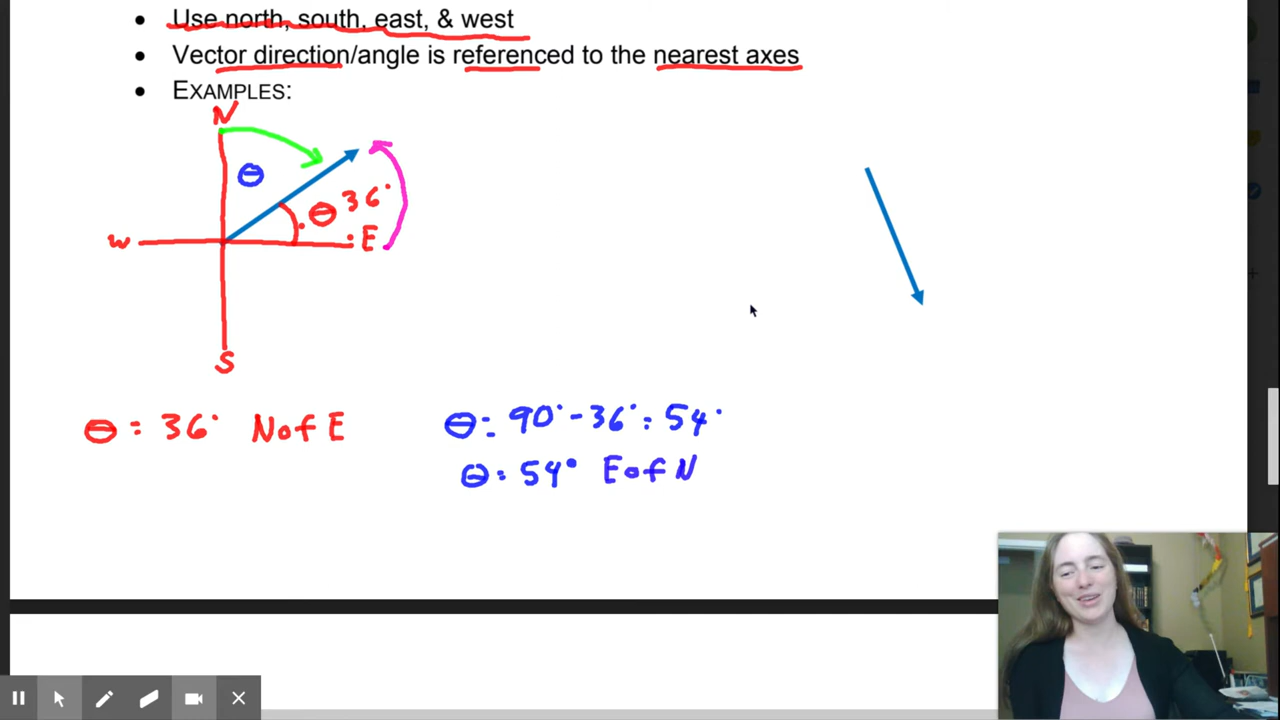 • Use north, south, east, & west
• Vector direction/angle is referenced to the nearest axes
• EXAMPLES:
N
θ
θ 36°
W
E
S
θ = 36° N of E
θ = 90° - 36° = 54°
θ = 54° E of N